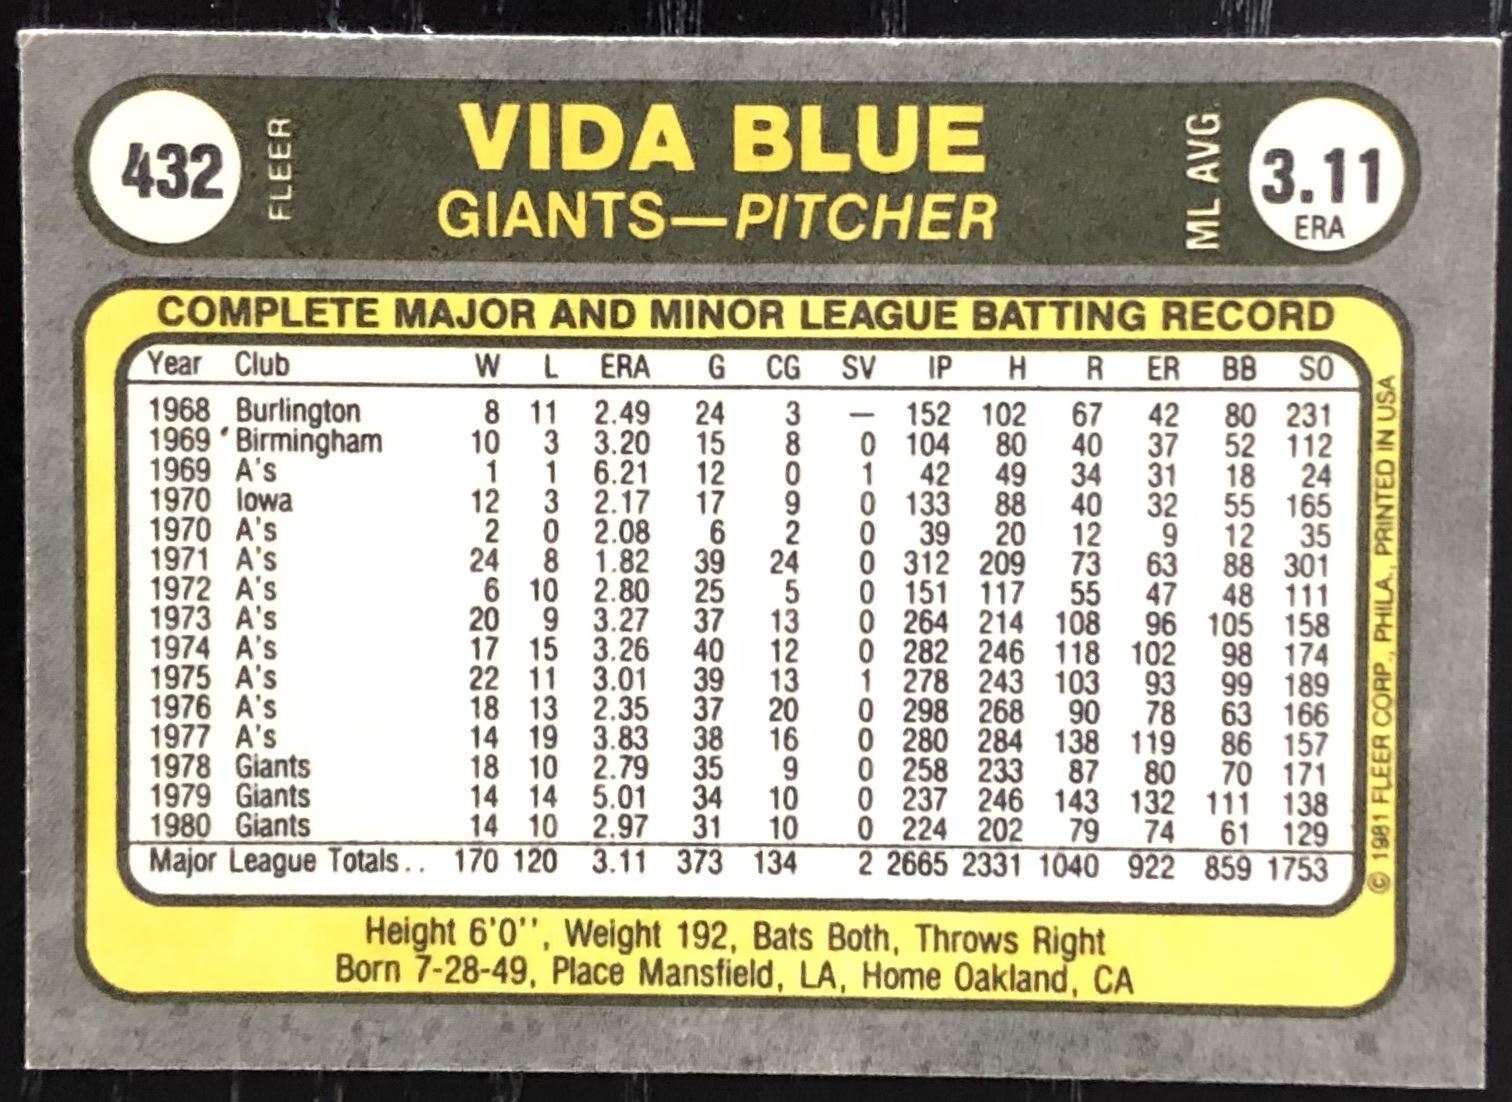 432 FLEER VIDA BLUE ML AVG. 3.11
GIANTS—PITCHER ERA
COMPLETE MAJOR AND MINOR LEAGUE BATTING RECORD
Year Club W L ERA G CG SV IP H R ER BB SO
1968 Burlington 8 11 2.49 24 3 — 152 102 67 42 80 231
1969 Birmingham 10 3 3.20 15 8 0 104 80 40 37 52 112
1969 A's 1 1 6.21 12 0 1 42 49 34 31 18 24
1970 Iowa 12 3 2.17 17 9 0 133 88 40 32 55 165
1970 A's 2 0 2.08 6 2 0 39 20 12 9 12 35
1971 A's 24 8 1.82 39 24 0 312 209 73 63 88 301
1972 A's 6 10 2.80 25 5 0 151 117 55 47 48 111
1973 A's 20 9 3.27 37 13 0 264 214 108 96 105 158
1974 A's 17 15 3.26 40 12 0 282 246 118 102 98 174
1975 A's 22 11 3.01 39 13 1 278 243 103 93 99 189
1976 A's 18 13 2.35 37 20 0 298 268 90 78 63 166
1977 A's 14 19 3.83 38 16 0 280 284 138 119 86 157
1978 Giants 18 10 2.79 35 9 0 258 233 87 80 70 171
1979 Giants 14 14 5.01 34 10 0 237 246 143 132 111 138
1980 Giants 14 10 2.97 31 10 0 224 202 79 74 61 129
Major League Totals.. 170 120 3.11 373 134 2 2665 2331 1040 922 859 1753
Height 6'0'', Weight 192, Bats Both, Throws Right
Born 7-28-49, Place Mansfield, LA, Home Oakland, CA
© 1981 FLEER CORP., PHILA., PRINTED IN USA